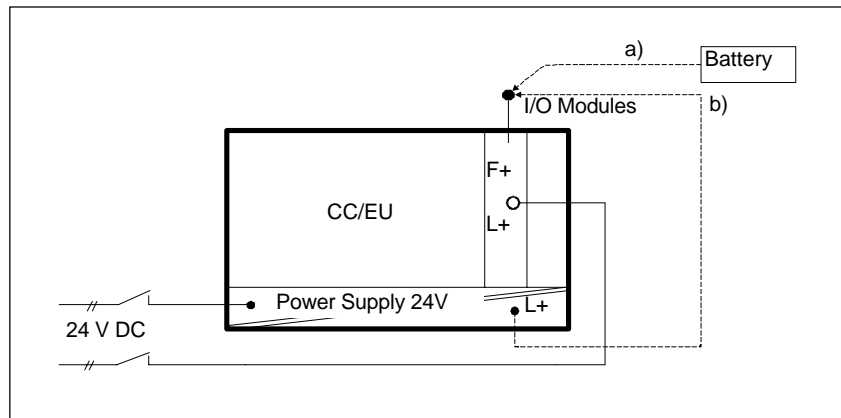 a)
Battery
b)
I/O Modules
F+
CC/EU
L+
Power Supply 24V
L+
24 V DC